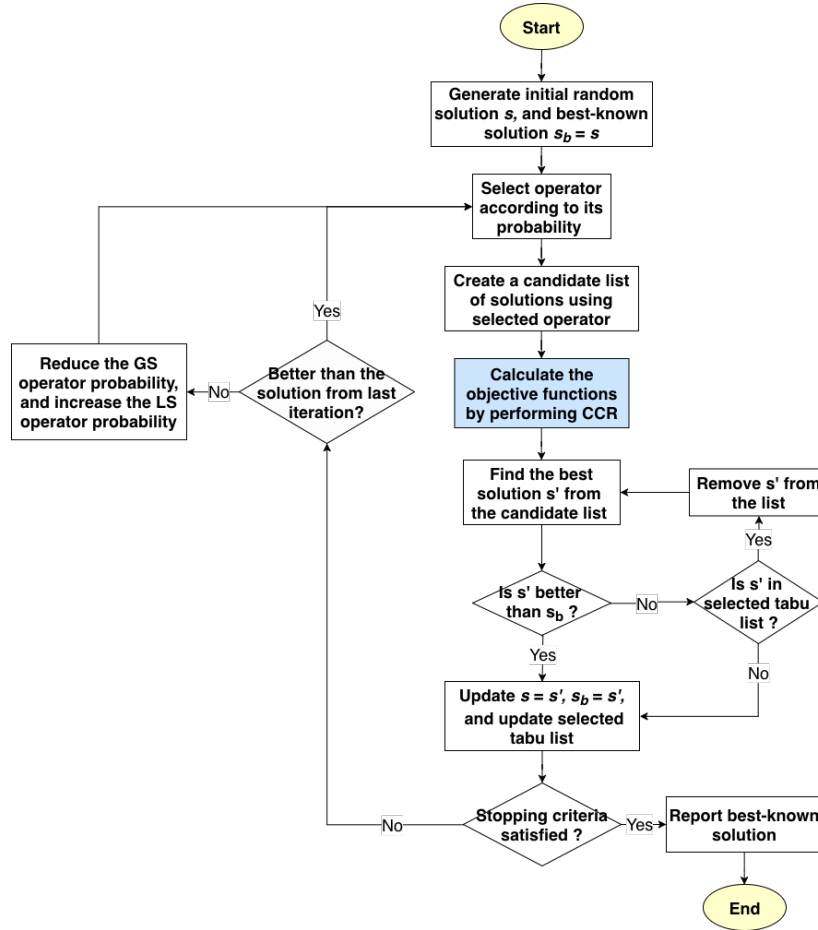 Start
Generate initial random
solution s, and best-known
solution s_b = s
Select operator
according to its
probability
Create a candidate list
of solutions using
selected operator
Yes
Reduce the GS
operator probability,
and increase the LS
operator probability
No
Better than the
solution from last
iteration?
Calculate the
objective functions
by performing CCR
Find the best
solution s' from
the candidate list
Remove s' from
the list
Yes
Is s' better
than s_b ?
No
Is s' in
selected tabu
list ?
Yes
No
Update s = s', s_b = s',
and update selected
tabu list
No
Stopping criteria
satisfied ?
Yes
Report best-known
solution
End